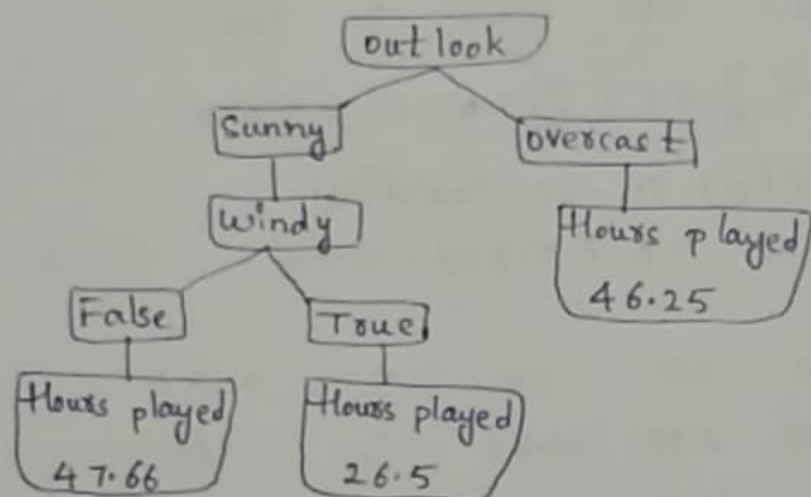 outlook
Sunny
overcast
Windy
Hours played
46.25
False
True
Hours played
47.66
Hours played
26.5